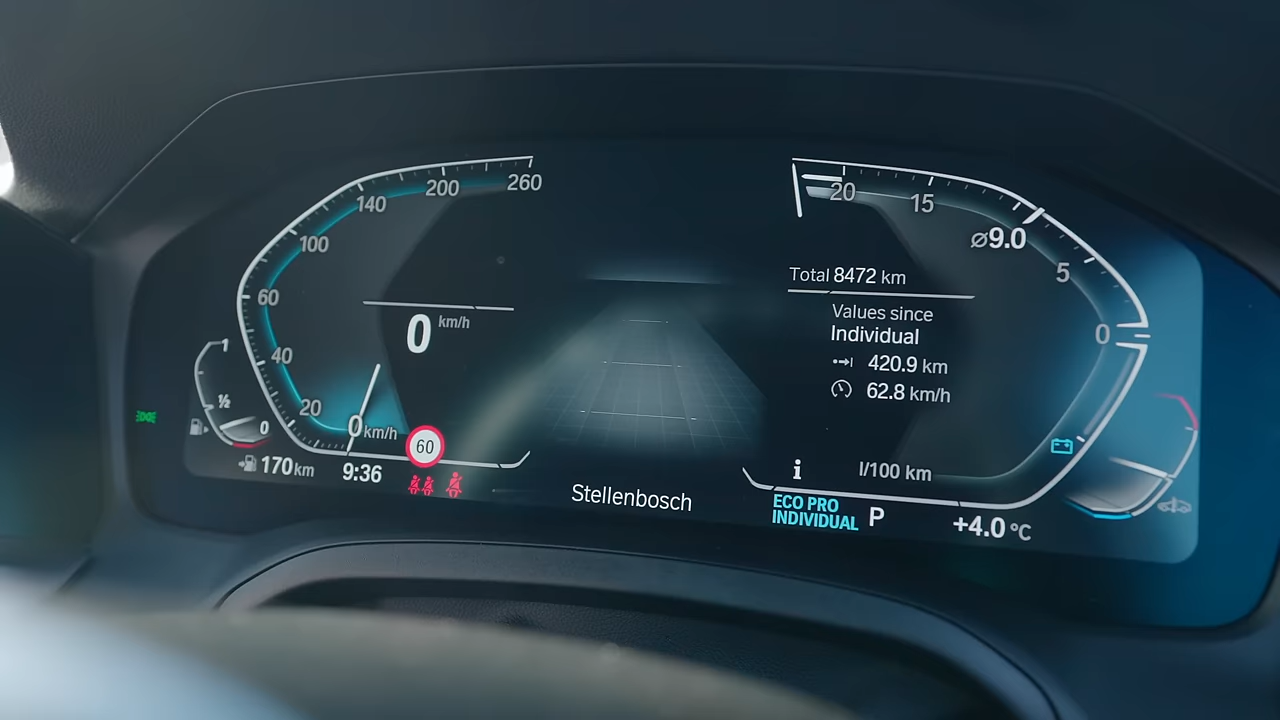 260
200
140
100
60
40
20
0 km/h
0 km/h
1
½
0
170 km
9:36
60
Stellenbosch
20
15
⌀9.0
5
0
Total 8472 km
Values since
Individual
420.9 km
62.8 km/h
i
l/100 km
ECO PRO
INDIVIDUAL
P
+4.0 °C